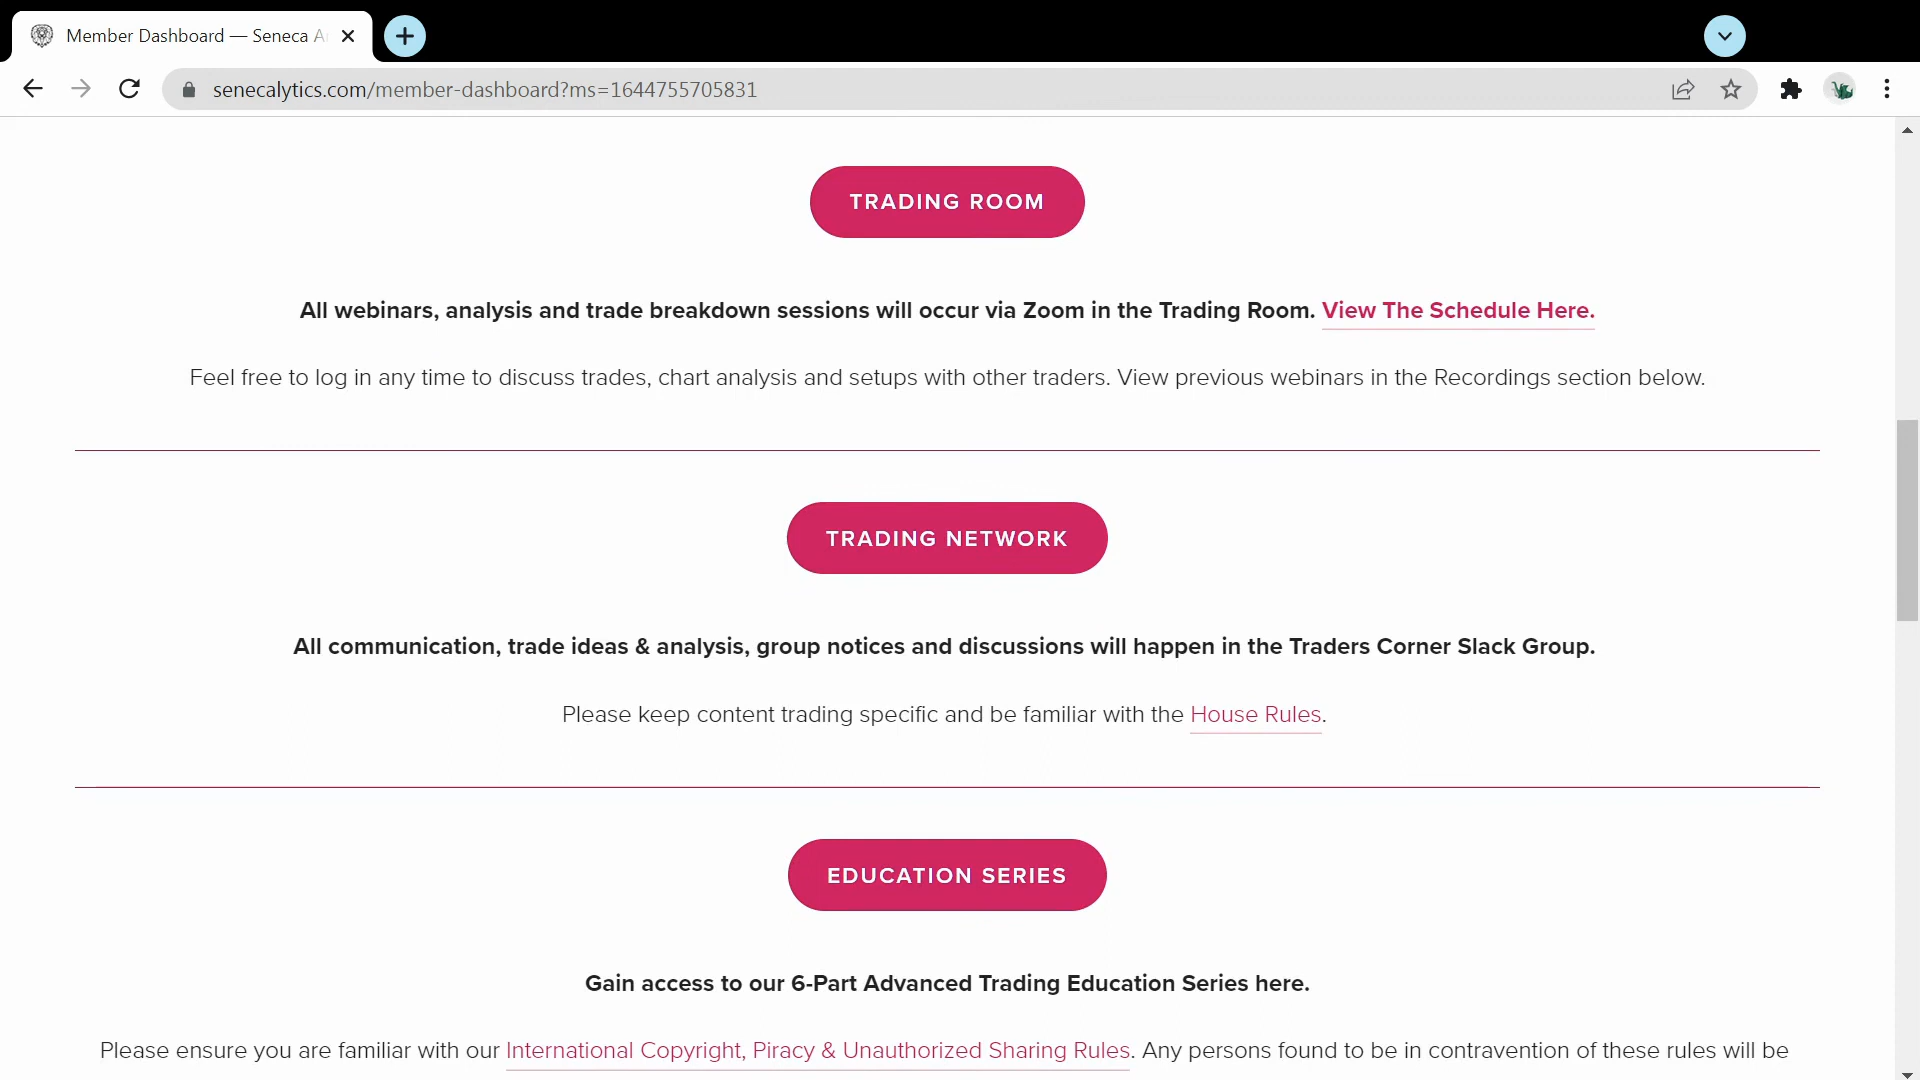 Member Dashboard — Seneca A
senecalytics.com/member-dashboard?ms=1644755705831
TRADING ROOM
All webinars, analysis and trade breakdown sessions will occur via Zoom in the Trading Room. View The Schedule Here.
Feel free to log in any time to discuss trades, chart analysis and setups with other traders. View previous webinars in the Recordings section below.
TRADING NETWORK
All communication, trade ideas & analysis, group notices and discussions will happen in the Traders Corner Slack Group.
Please keep content trading specific and be familiar with the House Rules.
EDUCATION SERIES
Gain access to our 6-Part Advanced Trading Education Series here.
Please ensure you are familiar with our International Copyright, Piracy & Unauthorized Sharing Rules. Any persons found to be in contravention of these rules will be